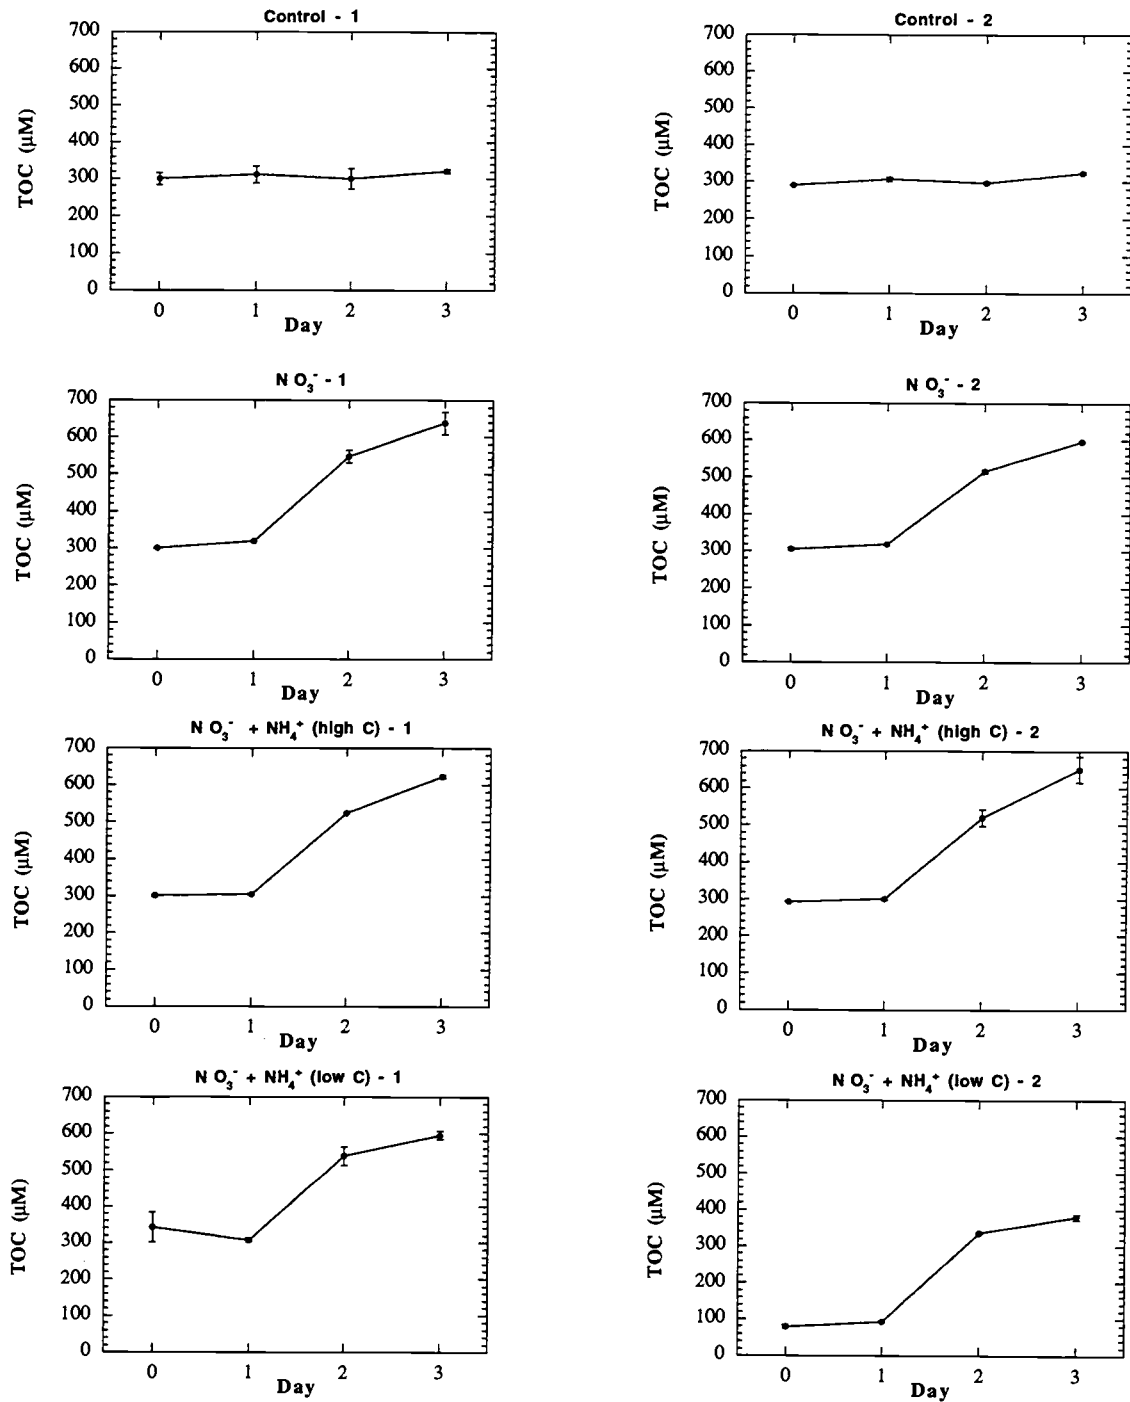 Control - 1
700
600
500
400
300
200
100
0
TOC (µM)
0 1 2 3
Day
Control - 2
700
600
500
400
300
200
100
0
TOC (µM)
0 1 2 3
Day
N O₃⁻ - 1
700
600
500
400
300
200
100
0
TOC (µM)
0 1 2 3
Day
N O₃⁻ - 2
700
600
500
400
300
200
100
0
TOC (µM)
0 1 2 3
Day
N O₃⁻ + NH₄⁺ (high C) - 1
700
600
500
400
300
200
100
0
TOC (µM)
0 1 2 3
Day
N O₃⁻ + NH₄⁺ (high C) - 2
700
600
500
400
300
200
100
0
TOC (µM)
0 1 2 3
Day
N O₃⁻ + NH₄⁺ (low C) - 1
700
600
500
400
300
200
100
0
TOC (µM)
0 1 2 3
Day
N O₃⁻ + NH₄⁺ (low C) - 2
700
600
500
400
300
200
100
0
TOC (µM)
0 1 2 3
Day